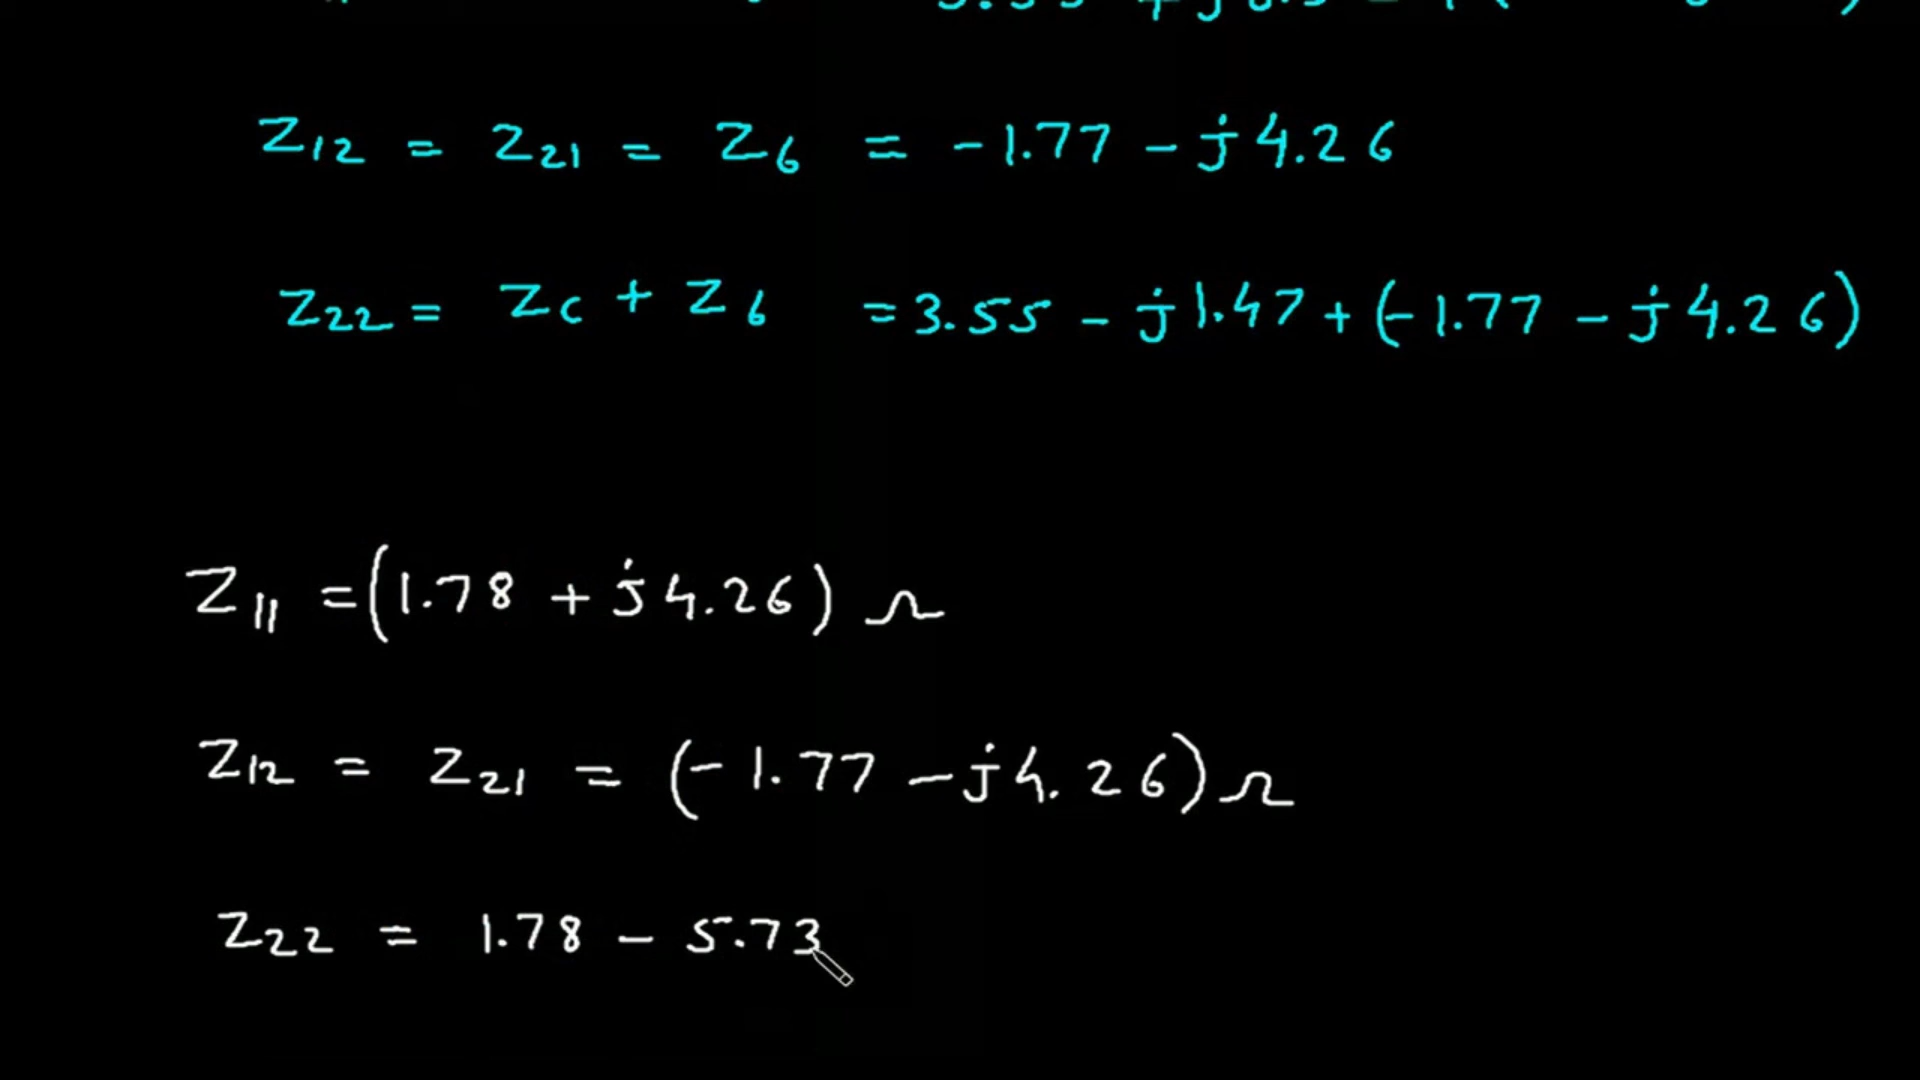 Z12 = Z21 = Z6 = -1.77 - j4.26
Z22 = Zc + Z6 = 3.55 - j1.47 + (-1.77 - j4.26)
Z11 = (1.78 + j4.26) Ω
Z12 = Z21 = (-1.77 - j4.26) Ω
Z22 = 1.78 - 5.73